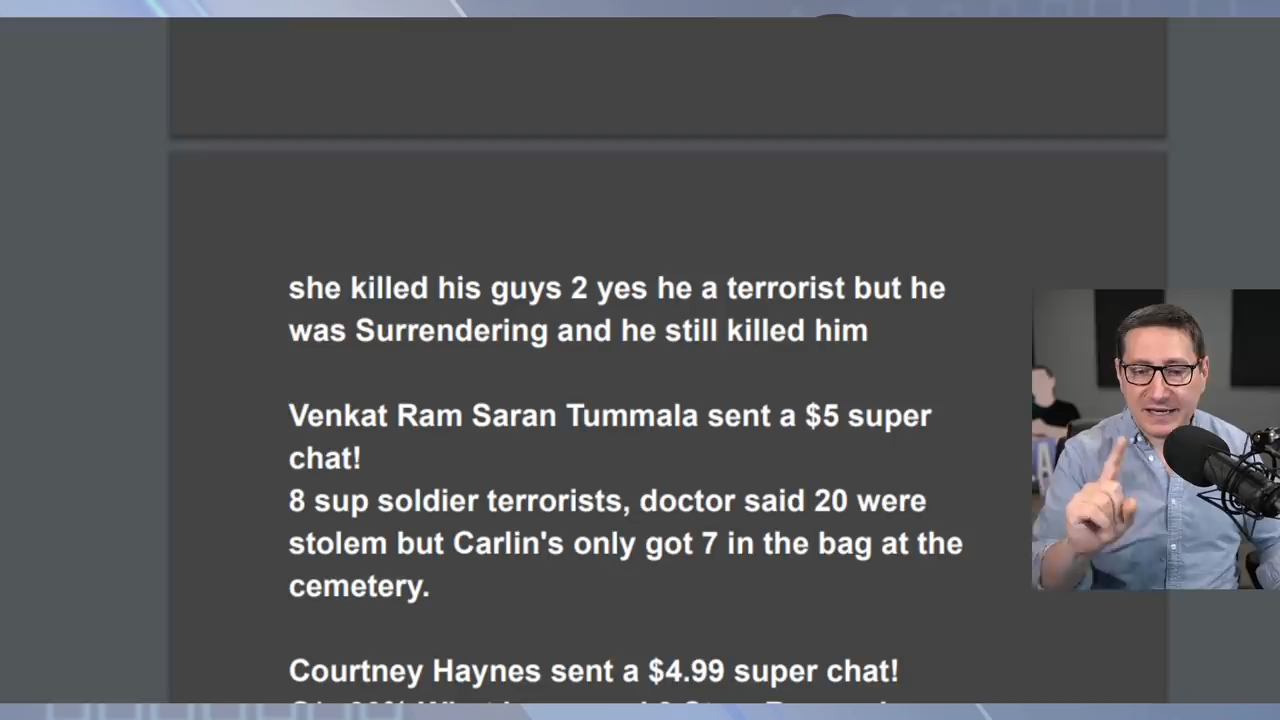 she killed his guys 2 yes he a terrorist but he
was Surrendering and he still killed him
Venkat Ram Saran Tummala sent a $5 super
chat!
8 sup soldier terrorists, doctor said 20 were
stolem but Carlin's only got 7 in the bag at the
cemetery.
Courtney Haynes sent a $4.99 super chat!